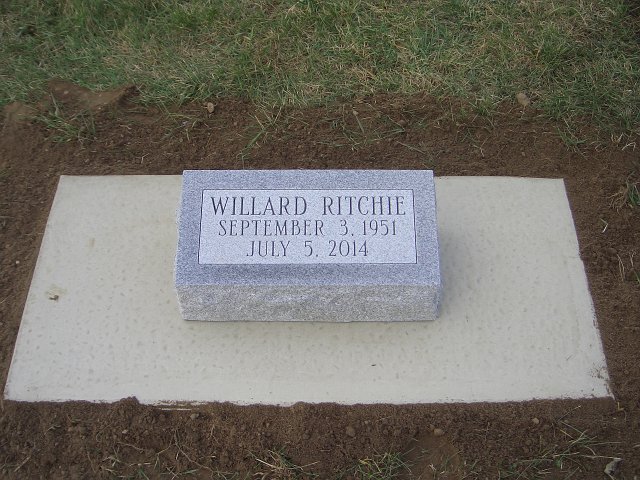 WILLARD RITCHIE
SEPTEMBER 3, 1951
JULY 5, 2014